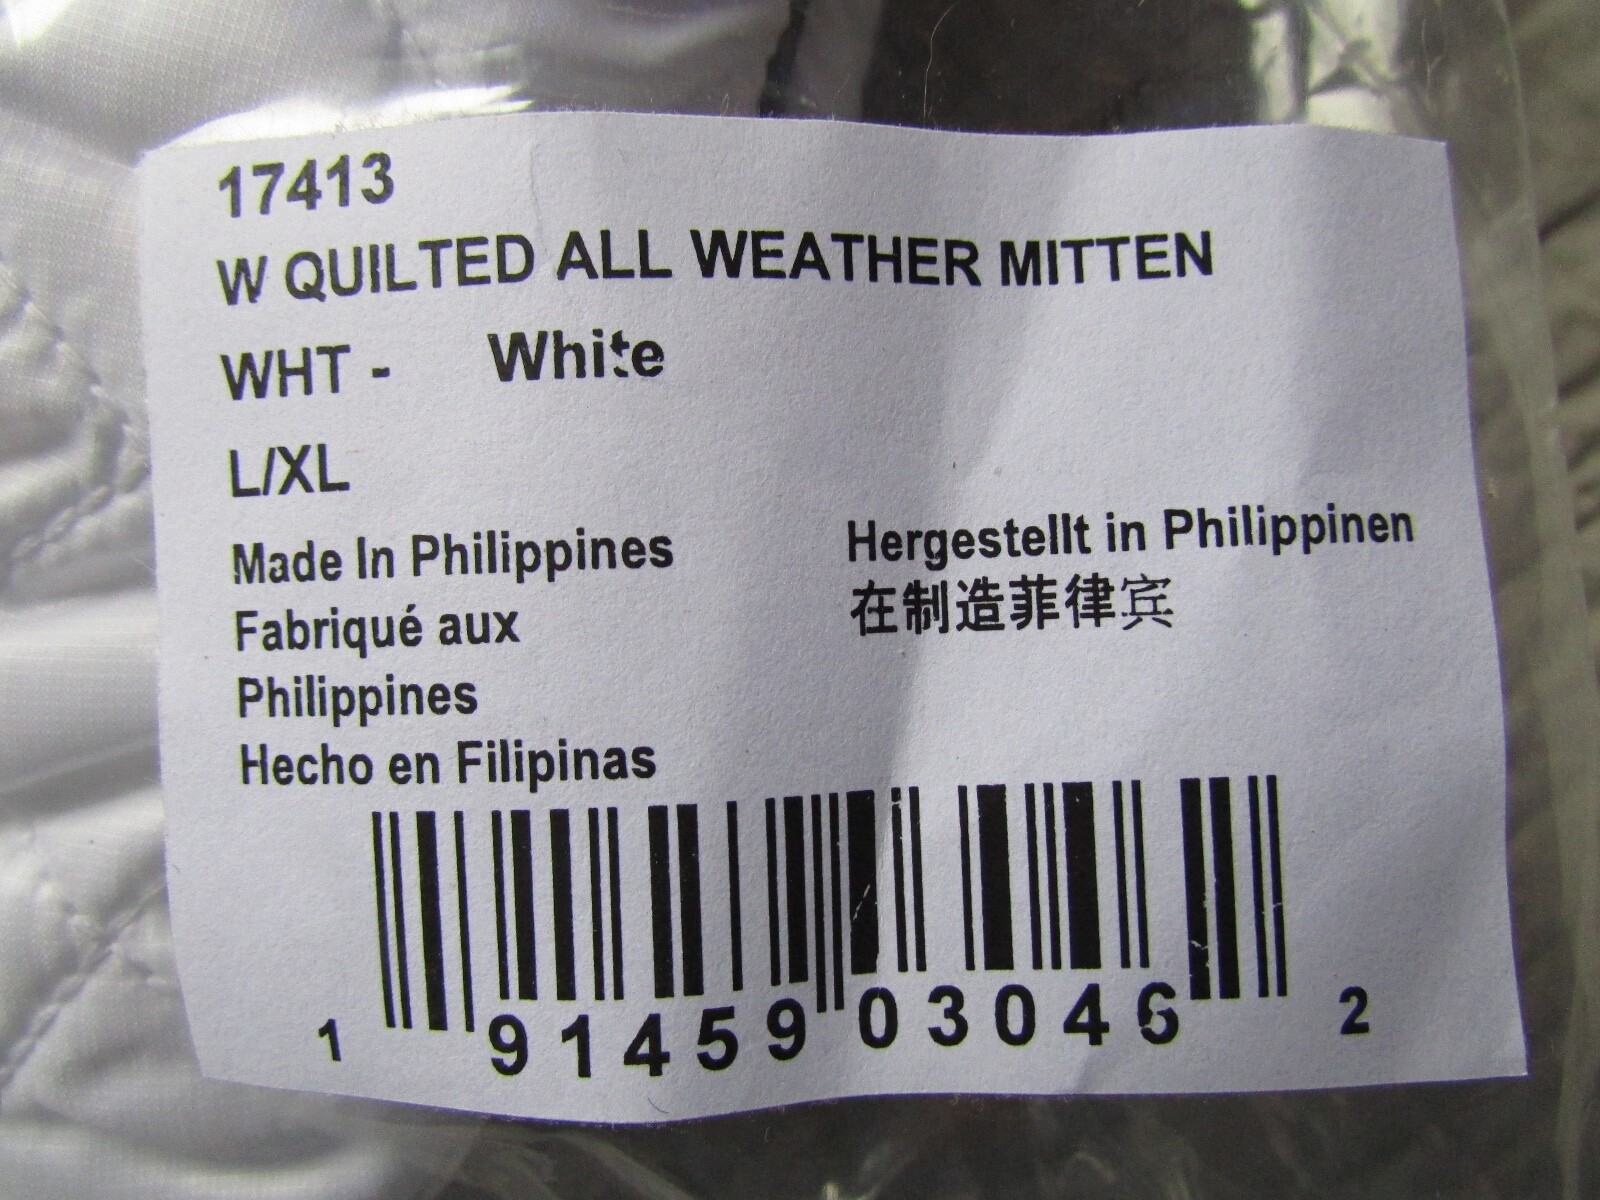 17413
W QUILTED ALL WEATHER MITTEN
WHT - White
L/XL
Made In Philippines
Fabriqué aux
Philippines
Hecho en Filipinas
Hergestellt in Philippinen
在制造菲律宾
1 91459 03046 2